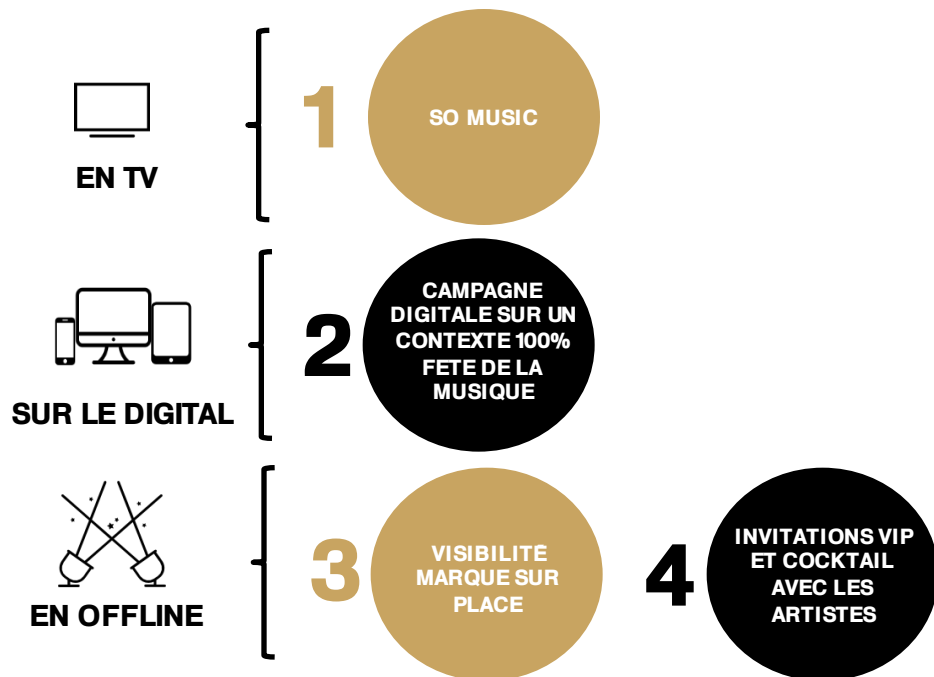 EN TV
1
SO MUSIC
SUR LE DIGITAL
2
CAMPAGNE
DIGITALE SUR UN
CONTEXTE 100%
FETE DE LA
MUSIQUE
EN OFFLINE
3
VISIBILITÉ
MARQUE SUR
PLACE
4
INVITATIONS VIP
ET COCKTAIL
AVEC LES
ARTISTES